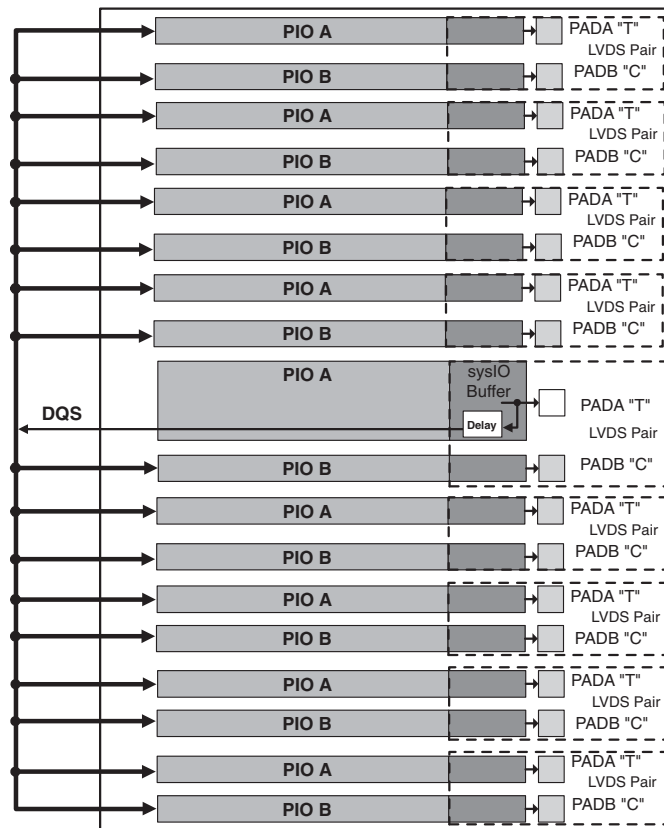 PIO A
PADA "T"
LVDS Pair
PIO B
PADB "C"
PIO A
PADA "T"
LVDS Pair
PIO B
PADB "C"
PIO A
PADA "T"
LVDS Pair
PIO B
PADB "C"
PIO A
PADA "T"
LVDS Pair
PIO B
PADB "C"
PIO A
sysIO
Buffer
PADA "T"
DQS
Delay
LVDS Pair
PIO B
PADB "C"
PIO A
PADA "T"
LVDS Pair
PIO B
PADB "C"
PIO A
PADA "T"
LVDS Pair
PIO B
PADB "C"
PIO A
PADA "T"
LVDS Pair
PIO B
PADB "C"
PIO A
PADA "T"
LVDS Pair
PIO B
PADB "C"